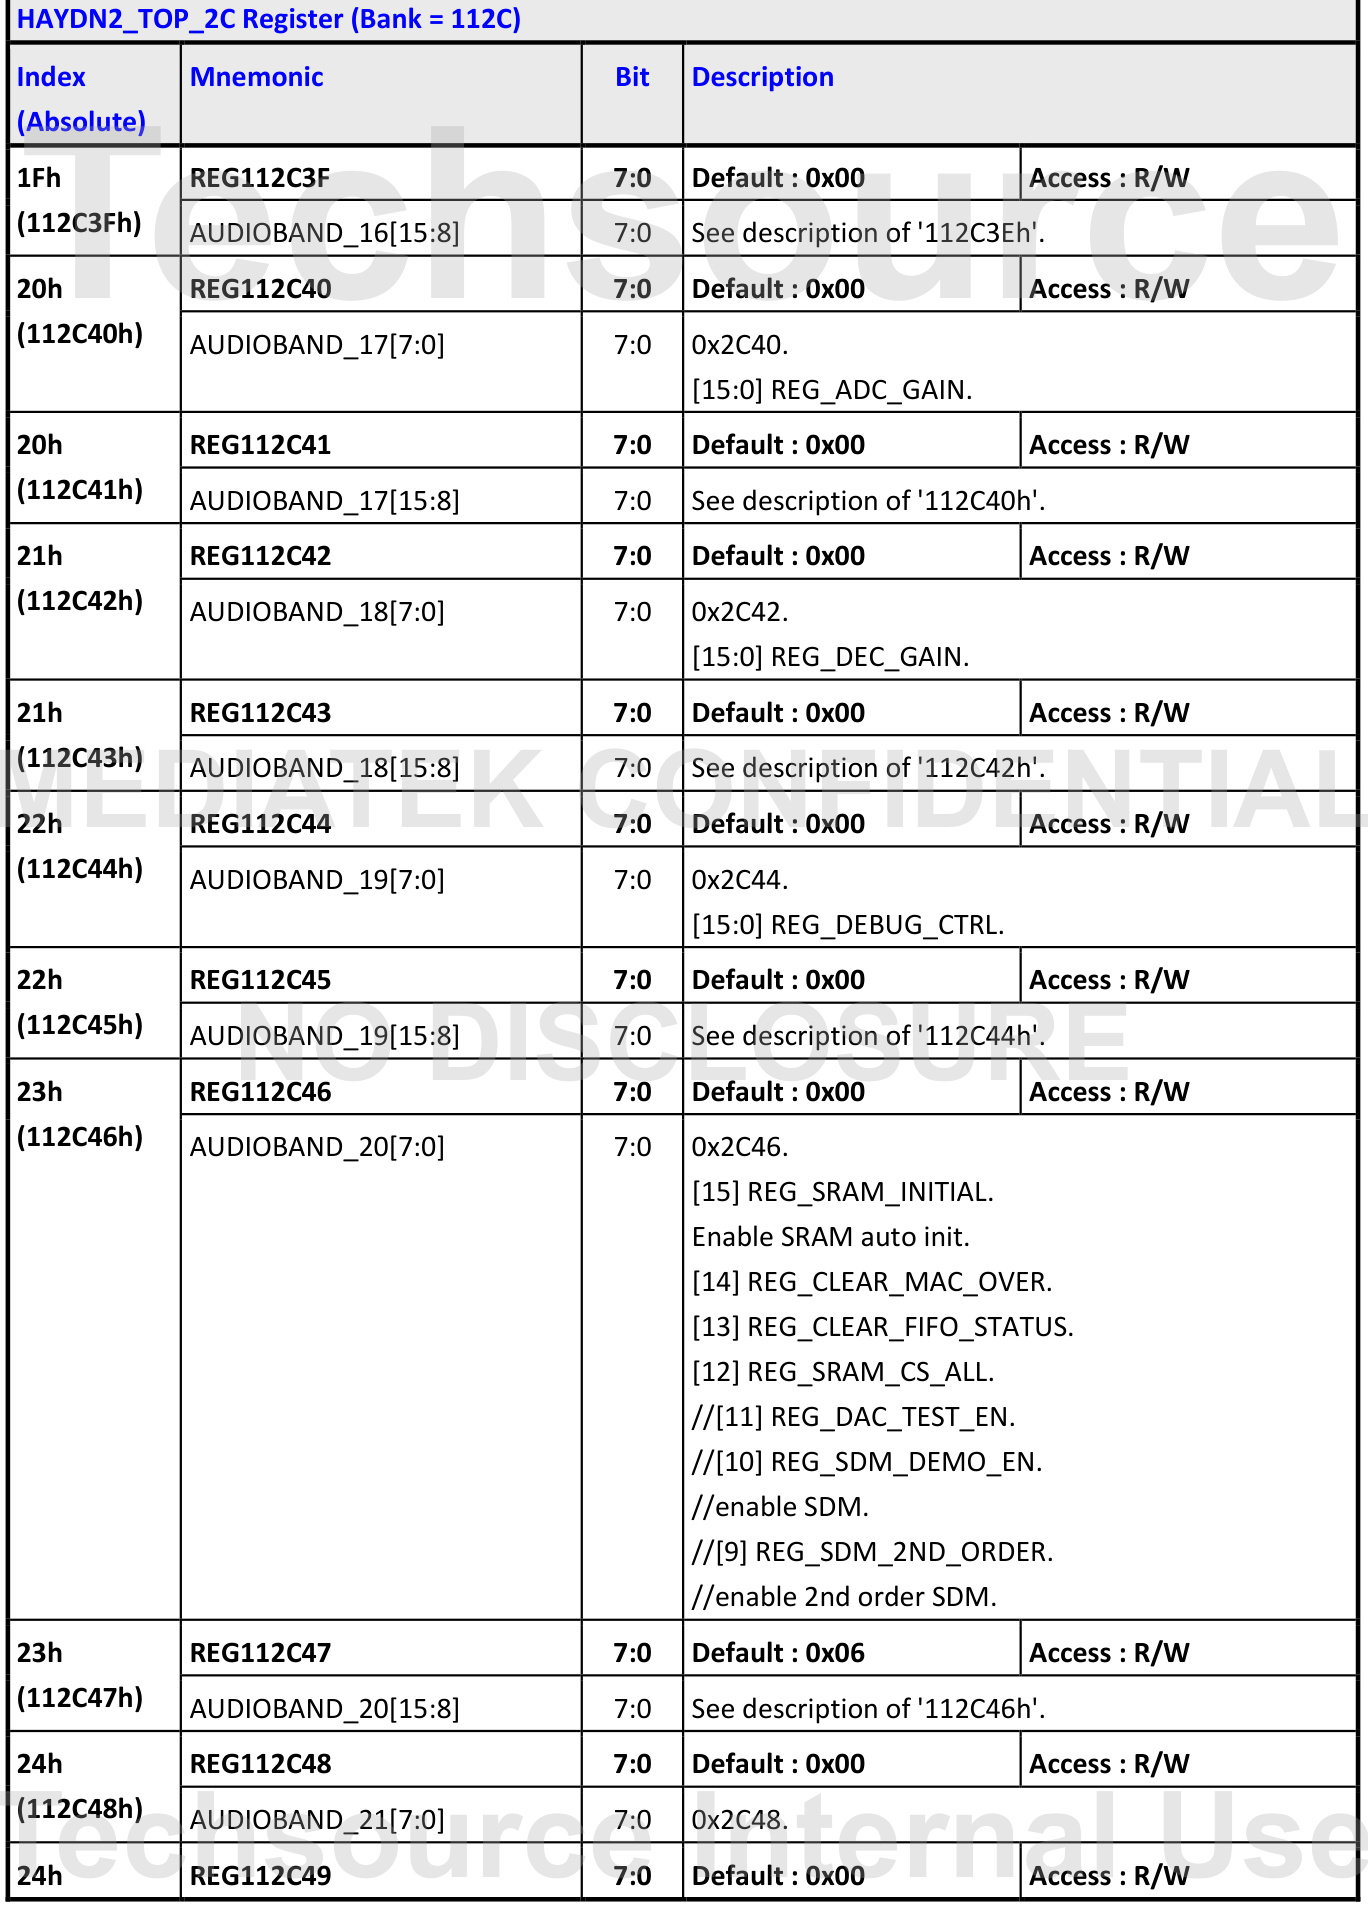 HAYDN2_TOP_2C Register (Bank = 112C)
Index (Absolute) Mnemonic Bit Description
1Fh (112C3Fh) REG112C3F 7:0 Default : 0x00 Access : R/W
AUDIOBAND_16[15:8] 7:0 See description of '112C3Eh'.
20h (112C40h) REG112C40 7:0 Default : 0x00 Access : R/W
AUDIOBAND_17[7:0] 7:0 0x2C40.
[15:0] REG_ADC_GAIN.
20h (112C41h) REG112C41 7:0 Default : 0x00 Access : R/W
AUDIOBAND_17[15:8] 7:0 See description of '112C40h'.
21h (112C42h) REG112C42 7:0 Default : 0x00 Access : R/W
AUDIOBAND_18[7:0] 7:0 0x2C42.
[15:0] REG_DEC_GAIN.
21h (112C43h) REG112C43 7:0 Default : 0x00 Access : R/W
AUDIOBAND_18[15:8] 7:0 See description of '112C42h'.
22h (112C44h) REG112C44 7:0 Default : 0x00 Access : R/W
AUDIOBAND_19[7:0] 7:0 0x2C44.
[15:0] REG_DEBUG_CTRL.
22h (112C45h) REG112C45 7:0 Default : 0x00 Access : R/W
AUDIOBAND_19[15:8] 7:0 See description of '112C44h'.
23h (112C46h) REG112C46 7:0 Default : 0x00 Access : R/W
AUDIOBAND_20[7:0] 7:0 0x2C46.
[15] REG_SRAM_INITIAL.
Enable SRAM auto init.
[14] REG_CLEAR_MAC_OVER.
[13] REG_CLEAR_FIFO_STATUS.
[12] REG_SRAM_CS_ALL.
//[11] REG_DAC_TEST_EN.
//[10] REG_SDM_DEMO_EN.
//enable SDM.
//[9] REG_SDM_2ND_ORDER.
//enable 2nd order SDM.
23h (112C47h) REG112C47 7:0 Default : 0x06 Access : R/W
AUDIOBAND_20[15:8] 7:0 See description of '112C46h'.
24h (112C48h) REG112C48 7:0 Default : 0x00 Access : R/W
AUDIOBAND_21[7:0] 7:0 0x2C48.
24h REG112C49 7:0 Default : 0x00 Access : R/W
Techsource
MEDIATEK CONFIDENTIAL
NO DISCLOSURE
Techsource Internal Use